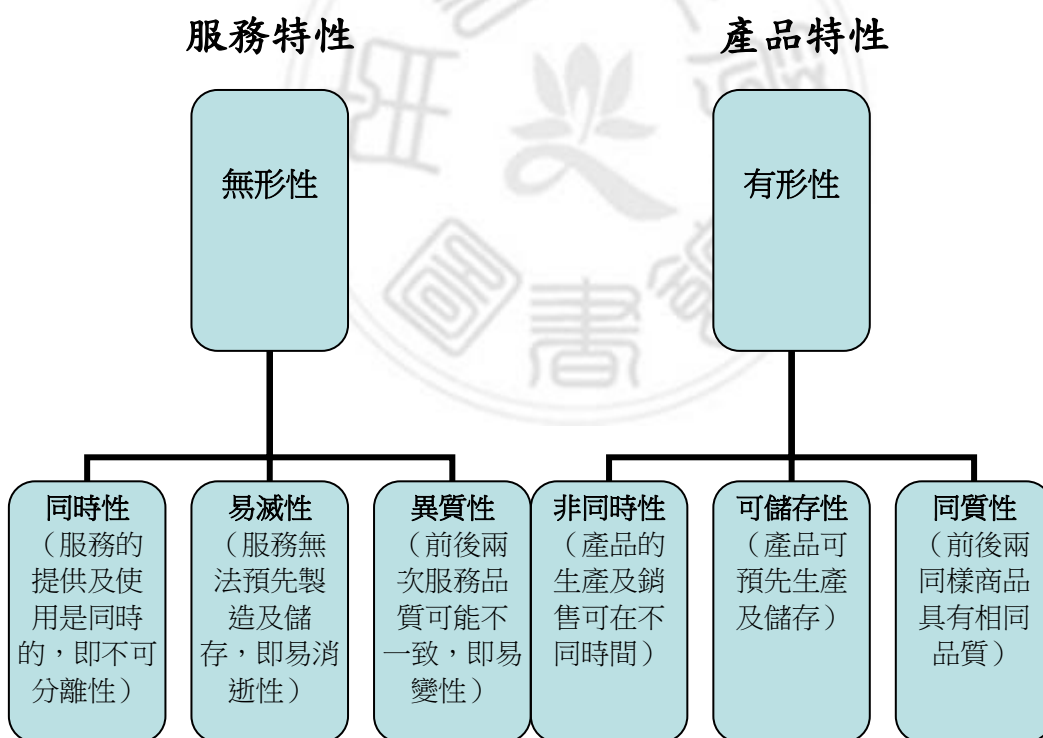 服務特性
產品特性
無形性
有形性
同時性
（服務的
提供及使
用是同時
的，即不可
分離性）
易滅性
（服務無
法預先製
造及儲
存，即易消
逝性）
異質性
（前後兩
次服務品
質可能不
一致，即易
變性）
非同時性
（產品的
生產及銷
售可在不
同時間）
可儲存性
（產品可
預先生產
及儲存）
同質性
（前後兩
同樣商品
具有相同
品質）